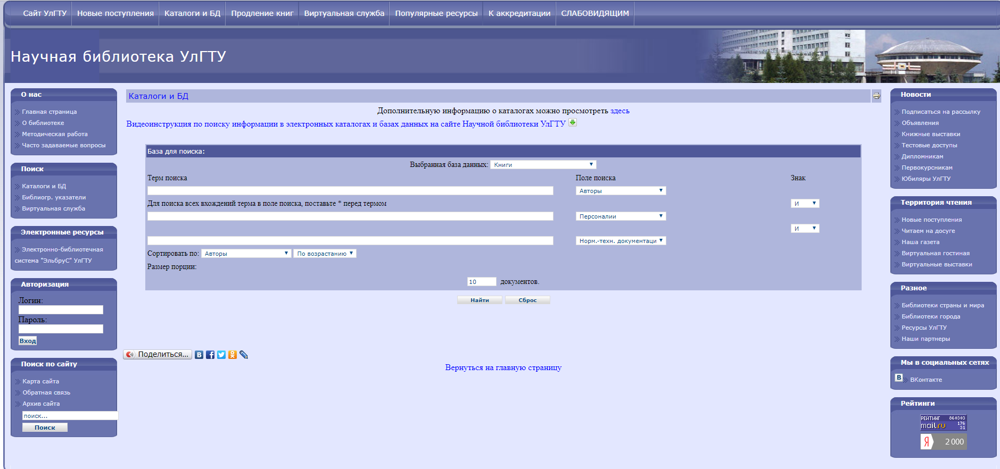 Сайт УлГТУ Новые поступления Каталоги и БД Продление книг Виртуальная служба Популярные ресурсы К аккредитации СЛАБОВИДЯЩИМ
Научная библиотека УлГТУ
О нас
Главная страница
О библиотеке
Методическая работа
Часто задаваемые вопросы
Поиск
Каталоги и БД
Библиогр. указатели
Виртуальная служба
Электронные ресурсы
Электронно-библиотечная
система "ЭльбруС" УлГТУ
Авторизация
Логин:
Пароль:
Вход
Поиск по сайту
Карта сайта
Обратная связь
Архив сайта
поиск...
Поиск
Каталоги и БД
Дополнительную информацию о каталогах можно просмотреть здесь
Видеоинструкция по поиску информации в электронных каталогах и базах данных на сайте Научной библиотеки УлГТУ
База для поиска:
Выбранная база данных: Книги
Терм поиска Поле поиска Знак
Авторы
Для поиска всех вхождений терма в поле поиска, поставьте * перед термом И
Персоналии
И
Норм.-техн. документаци
Сортировать по: Авторы По возрастанию
Размер порции:
10 документов.
Найти Сброс
Поделиться...
Вернуться на главную страницу
Новости
Подписаться на рассылку
Объявления
Книжные выставки
Тестовые доступы
Дипломникам
Первокурсникам
Юбиляры УлГТУ
Территория чтения
Новые поступления
Читаем на досуге
Наша газета
Виртуальная гостиная
Виртуальные выставки
Разное
Библиотеки страны и мира
Библиотеки города
Ресурсы УлГТУ
Наши партнеры
Мы в социальных сетях
В ВКонтакте
Рейтинги
РЕЙТИНГ 860303
mail.ru 176
31
Я 2 000